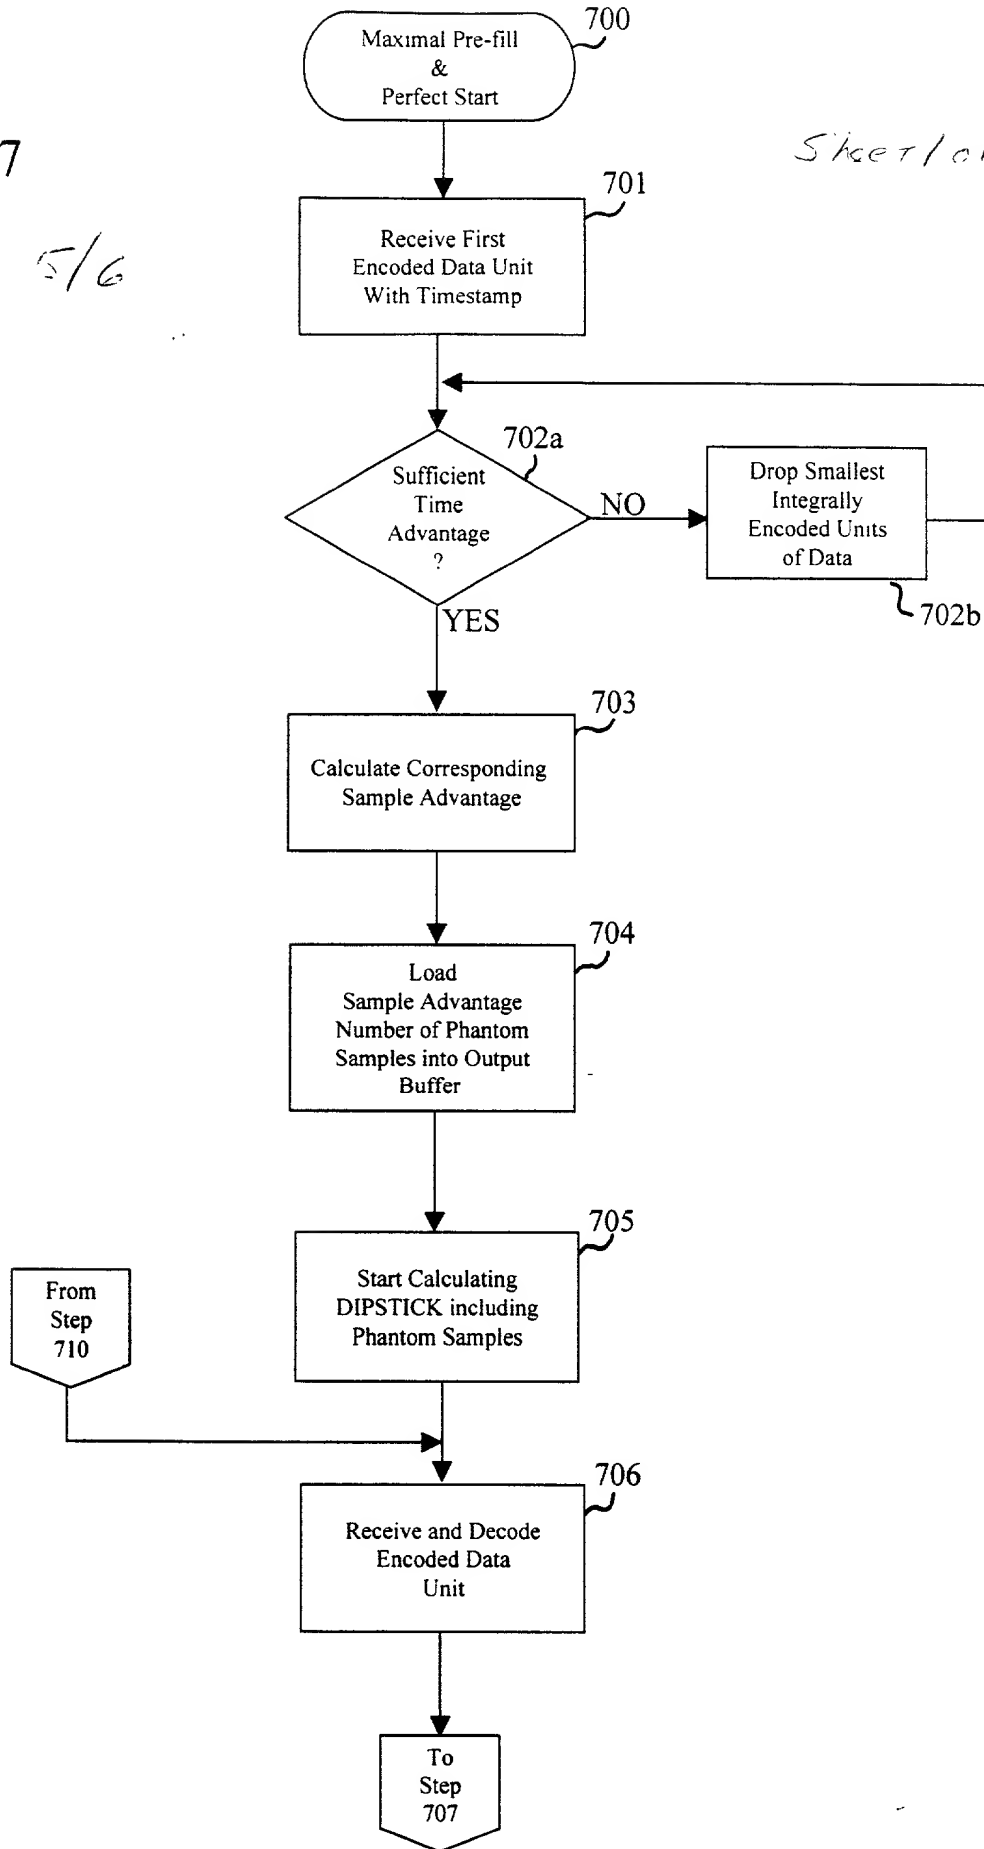 Maximal Pre-fill
&
Perfect Start
700
7
5/6
701
Receive First
Encoded Data Unit
With Timestamp
702a
Sufficient
Time
Advantage
?
NO
Drop Smallest
Integrally
Encoded Units
of Data
702b
YES
703
Calculate Corresponding
Sample Advantage
704
Load
Sample Advantage
Number of Phantom
Samples into Output
Buffer
705
Start Calculating
DIPSTICK including
Phantom Samples
From
Step
710
706
Receive and Decode
Encoded Data
Unit
To
Step
707